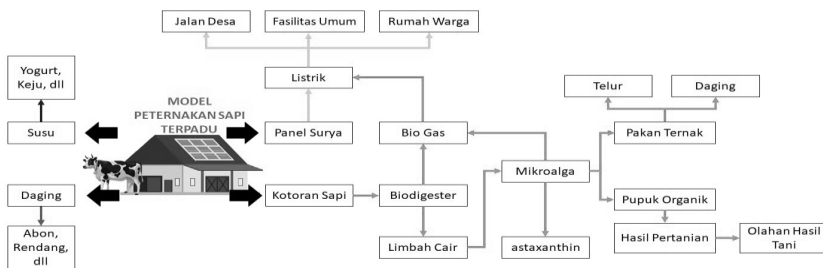 Jalan Desa
Fasilitas Umum
Rumah Warga
Yogurt,
Keju, dll
Listrik
Telur
Daging
MODEL
PETERNAKAN SAPI
TERPADU
Susu
Panel Surya
Bio Gas
Pakan Ternak
Mikroalga
Daging
Kotoran Sapi
Biodigester
Pupuk Organik
Abon,
Rendang,
dll
Limbah Cair
astaxanthin
Hasil Pertanian
Olahan Hasil
Tani